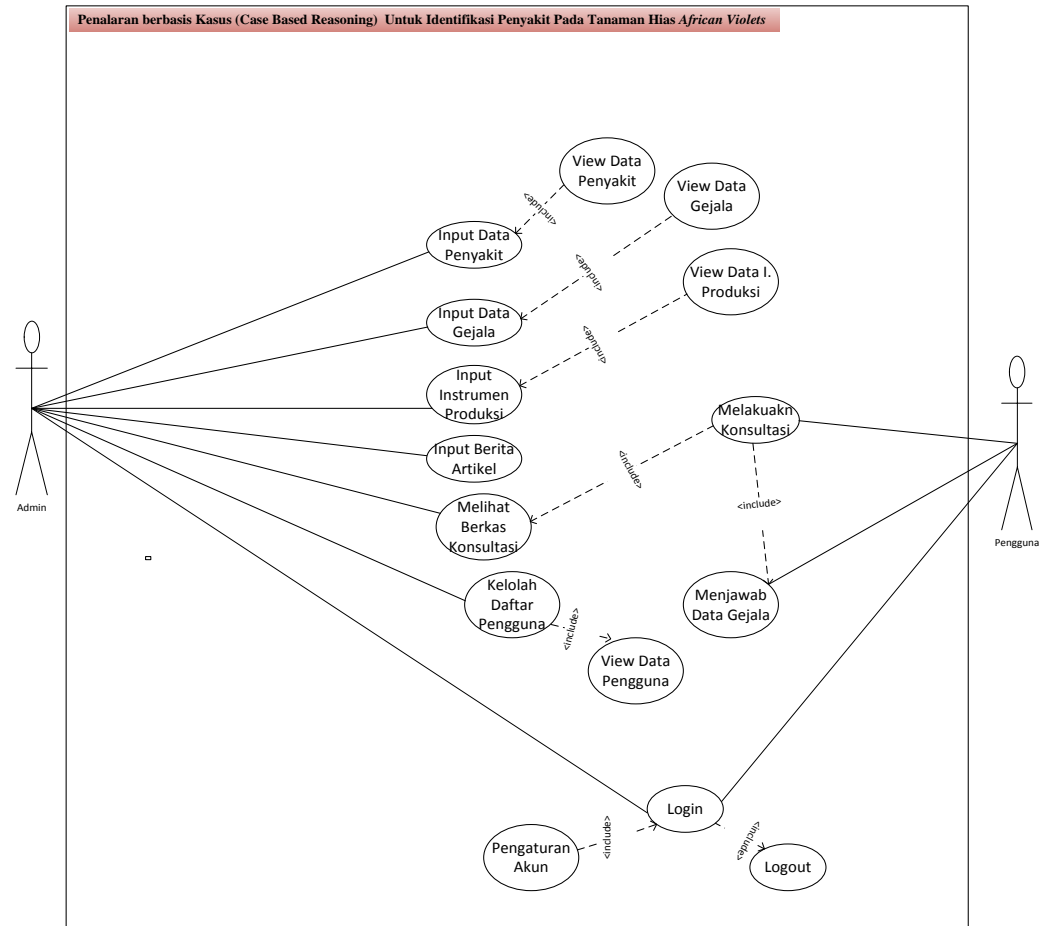 Penalaran berbasis Kasus (Case Based Reasoning) Untuk Identifikasi Penyakit Pada Tanaman Hias African Violets
View Data
Penyakit
View Data
Gejala
<include>
Input Data
Penyakit
<include>
View Data I.
Produksi
Input Data
Gejala
<include>
Input
Instrumen
Produksi
Melakuakn
Konsultasi
Input Berita
Artikel
<include>
Melihat
Berkas
Konsultasi
<include>
Admin
Pengguna
Kelolah
Daftar
Pengguna
Menjawab
Data Gejala
<include>
View Data
Pengguna
Login
<include>
<include>
Pengaturan
Akun
Logout